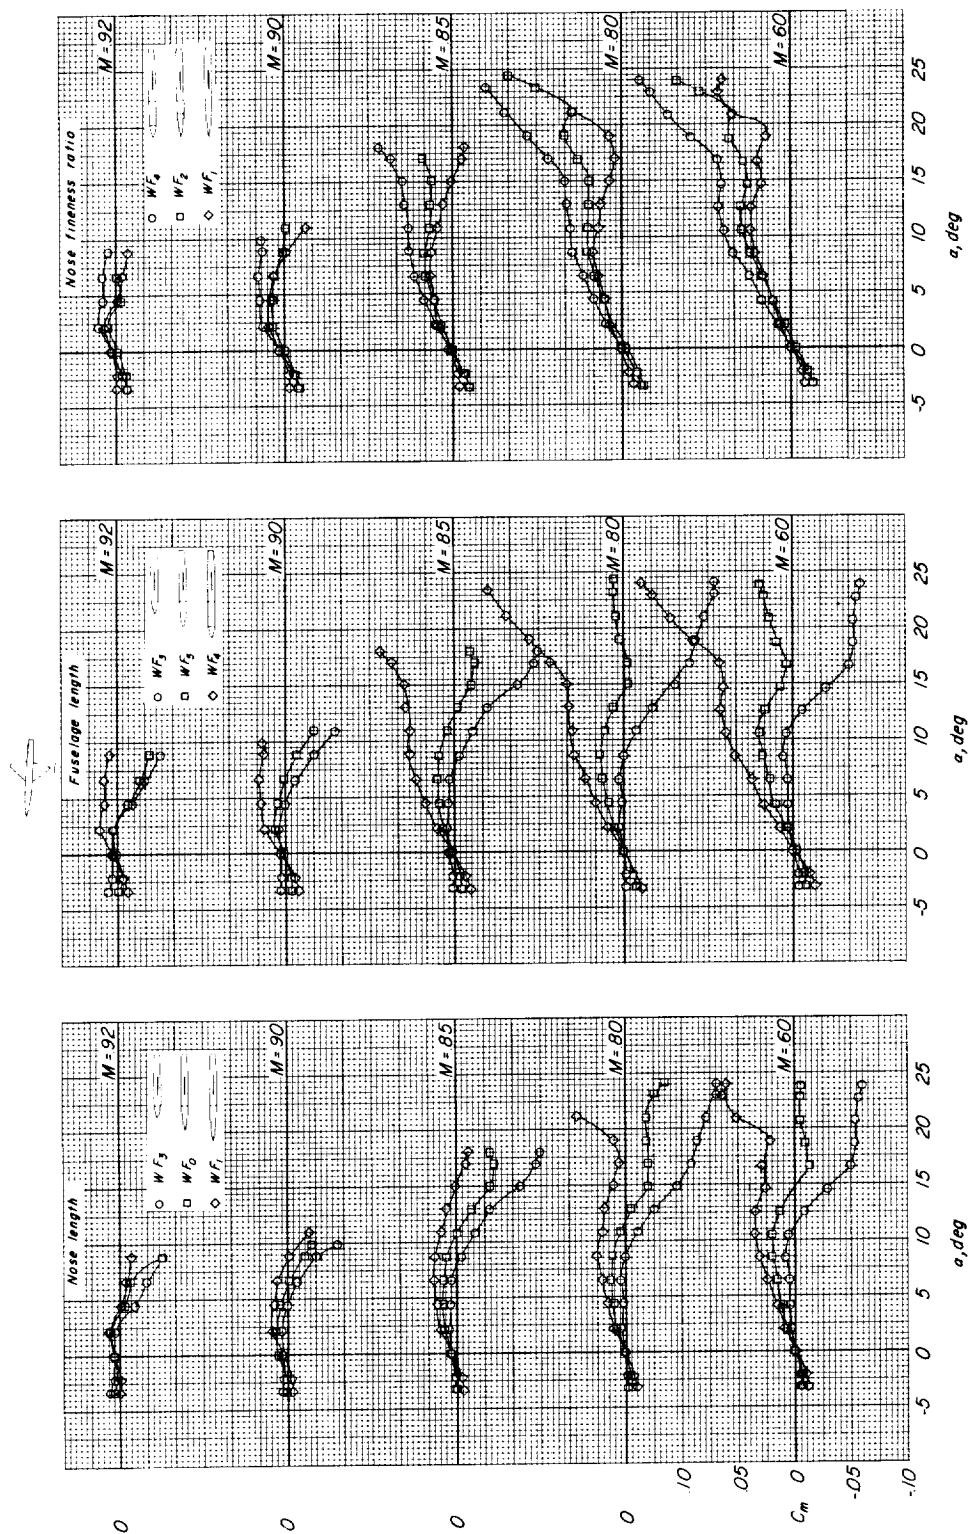 Nose length
WF₃
WF₀
WF₁
M=.92
M=.90
M=.85
M=.80
M=.60
0
0
0
0
.10
.05
0
Cₘ
-.05
-.10
-5 0 5 10 15 20 25
α, deg
Fuselage length
WF₃
WF₅
WF₄
M=.92
M=.90
M=.85
M=.80
M=.60
-5 0 5 10 15 20 25
α, deg
Nose fineness ratio
WF₄
WF₂
WF₁
M=.92
M=.90
M=.85
M=.80
M=.60
-5 0 5 10 15 20 25
α, deg